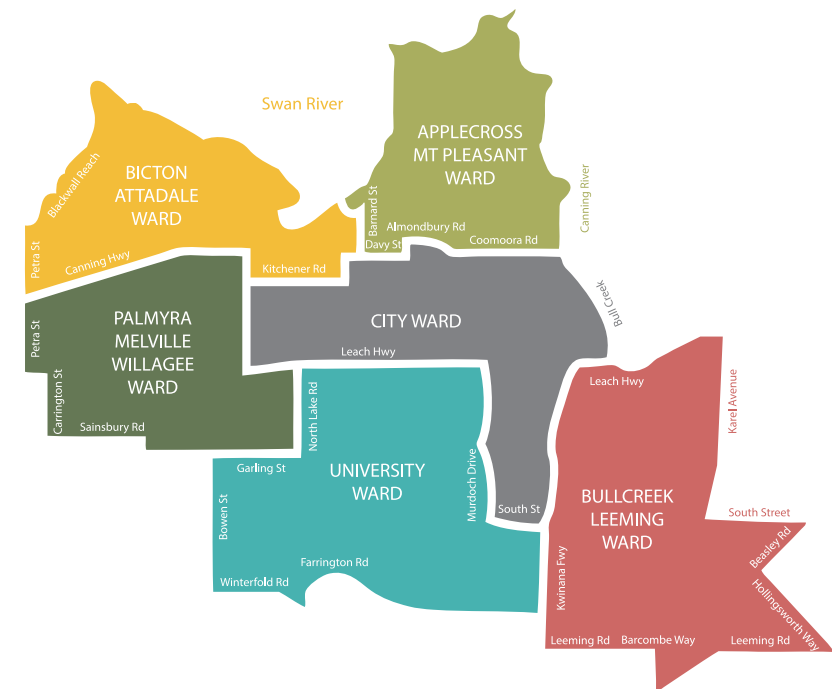 Swan River
APPLECROSS
MT PLEASANT
WARD
BICTON
ATTADALE
WARD
Blackwall Reach
Petra St
Canning Hwy
Kitchener Rd
Barnard St
Almondbury Rd
Davy St
Coomoora Rd
Canning River
PALMYRA
MELVILLE
WILLAGEE
WARD
Petra St
Carrington St
Sainsbury Rd
CITY WARD
Bull Creek
Leach Hwy
South St
Leach Hwy
Karel Avenue
North Lake Rd
Garling St
UNIVERSITY
WARD
Murdoch Drive
Bowen St
Farrington Rd
Winterfold Rd
BULLCREEK
LEEMING
WARD
South Street
Beasley Rd
Hollingsworth Way
Kwinana Fwy
Leeming Rd
Barcombe Way
Leeming Rd